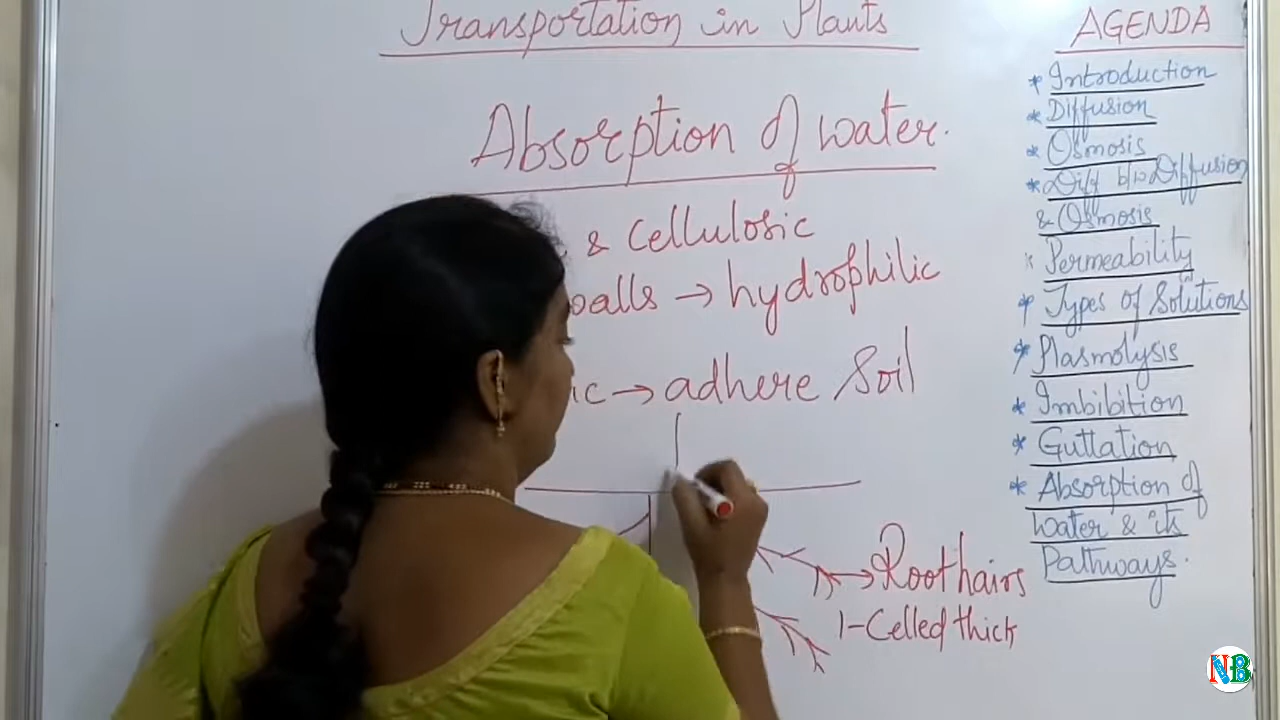 Transportation in Plants
Absorption of water.
& Cellulosic
walls → hydrophilic
ic → adhere Soil
→ Root hairs
1-Celled thick
AGENDA
* Introduction
* Diffusion
* Osmosis
* Diff b/w Diffusion
& Osmosis
* Permeability
* Types of Solutions
* Plasmolysis
* Imbibition
* Guttation
* Absorption of
Water & its
Pathways.
NB